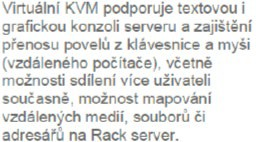 Virtuální KVM podporuje textovou i
grafickou konzoli serveru a zajištění
přenosu povelů z klávesnice a myši
(vzdáleného počítače), včetně
možnosti sdílení více uživateli
současně, možnost mapování
vzdálených medií, souborů či
adresářů na Rack server.